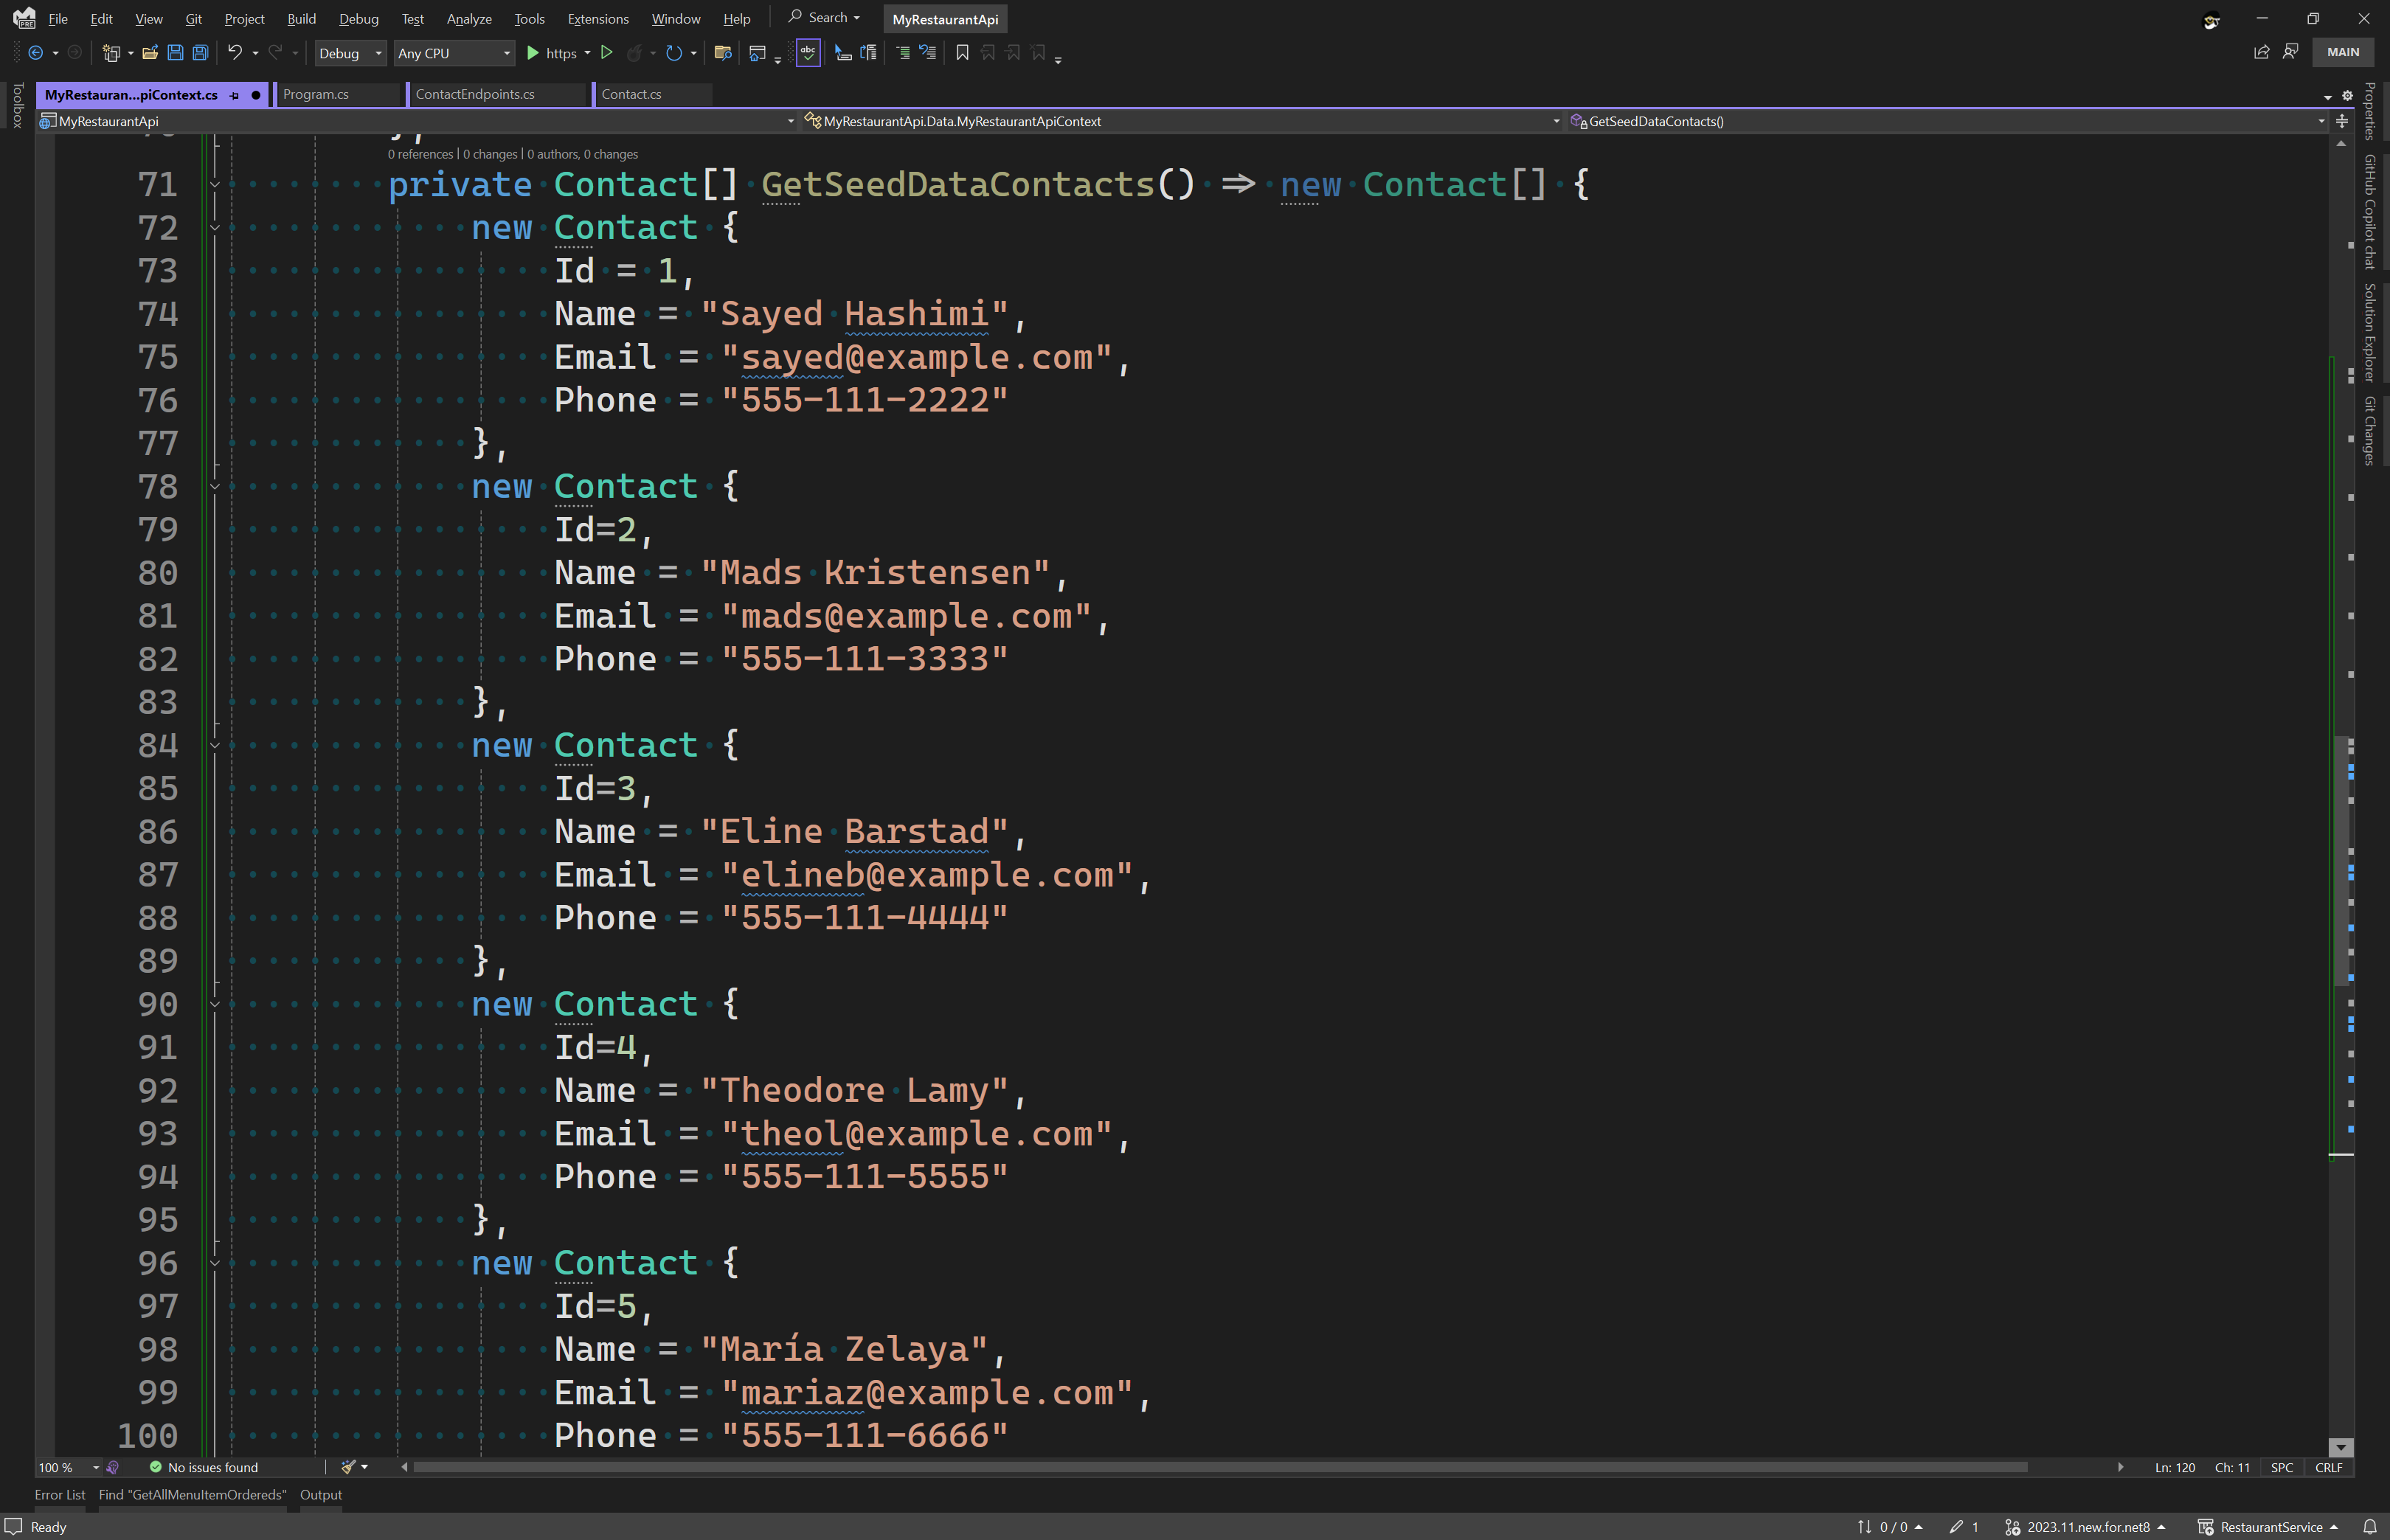 File Edit View Git Project Build Debug Test Analyze Tools Extensions Window Help Search MyRestaurantApi
Debug Any CPU https abc MAIN
MyRestauran...piContext.cs Program.cs ContactEndpoints.cs Contact.cs
MyRestaurantApi MyRestaurantApi.Data.MyRestaurantApiContext GetSeedDataContacts()
Toolbox
Properties
GitHub Copilot chat
Solution Explorer
Git Changes
0 references | 0 changes | 0 authors, 0 changes
71 private Contact[] GetSeedDataContacts() => new Contact[] {
72 new Contact {
73 Id = 1,
74 Name = "Sayed Hashimi",
75 Email = "sayed@example.com",
76 Phone = "555-111-2222"
77 },
78 new Contact {
79 Id=2,
80 Name = "Mads Kristensen",
81 Email = "mads@example.com",
82 Phone = "555-111-3333"
83 },
84 new Contact {
85 Id=3,
86 Name = "Eline Barstad",
87 Email = "elineb@example.com",
88 Phone = "555-111-4444"
89 },
90 new Contact {
91 Id=4,
92 Name = "Theodore Lamy",
93 Email = "theol@example.com",
94 Phone = "555-111-5555"
95 },
96 new Contact {
97 Id=5,
98 Name = "María Zelaya",
99 Email = "mariaz@example.com",
100 Phone = "555-111-6666"
100 % No issues found Ln: 120 Ch: 11 SPC CRLF
Error List Find "GetAllMenuItemOrdereds" Output
Ready 0 / 0 1 2023.11.new.for.net8 RestaurantService